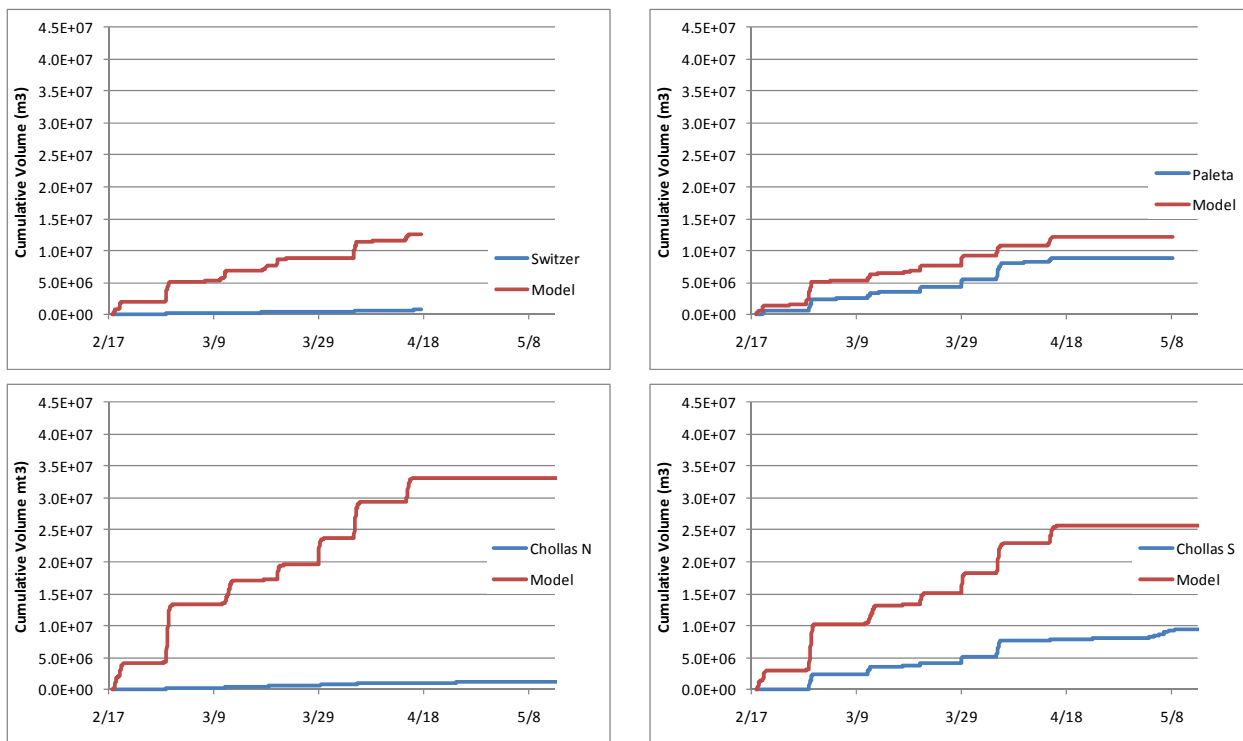 4.5E+07
4.0E+07
3.5E+07
3.0E+07
2.5E+07
2.0E+07
1.5E+07
1.0E+07
5.0E+06
0.0E+00
Cumulative Volume (m3)
2/17 3/9 3/29 4/18 5/8
Switzer
Model
4.5E+07
4.0E+07
3.5E+07
3.0E+07
2.5E+07
2.0E+07
1.5E+07
1.0E+07
5.0E+06
0.0E+00
Cumulative Volume (m3)
2/17 3/9 3/29 4/18 5/8
Paleta
Model
4.5E+07
4.0E+07
3.5E+07
3.0E+07
2.5E+07
2.0E+07
1.5E+07
1.0E+07
5.0E+06
0.0E+00
Cumulative Volume mt3)
2/17 3/9 3/29 4/18 5/8
Chollas N
Model
4.5E+07
4.0E+07
3.5E+07
3.0E+07
2.5E+07
2.0E+07
1.5E+07
1.0E+07
5.0E+06
0.0E+00
Cumulative Volume (m3)
2/17 3/9 3/29 4/18 5/8
Chollas S
Model